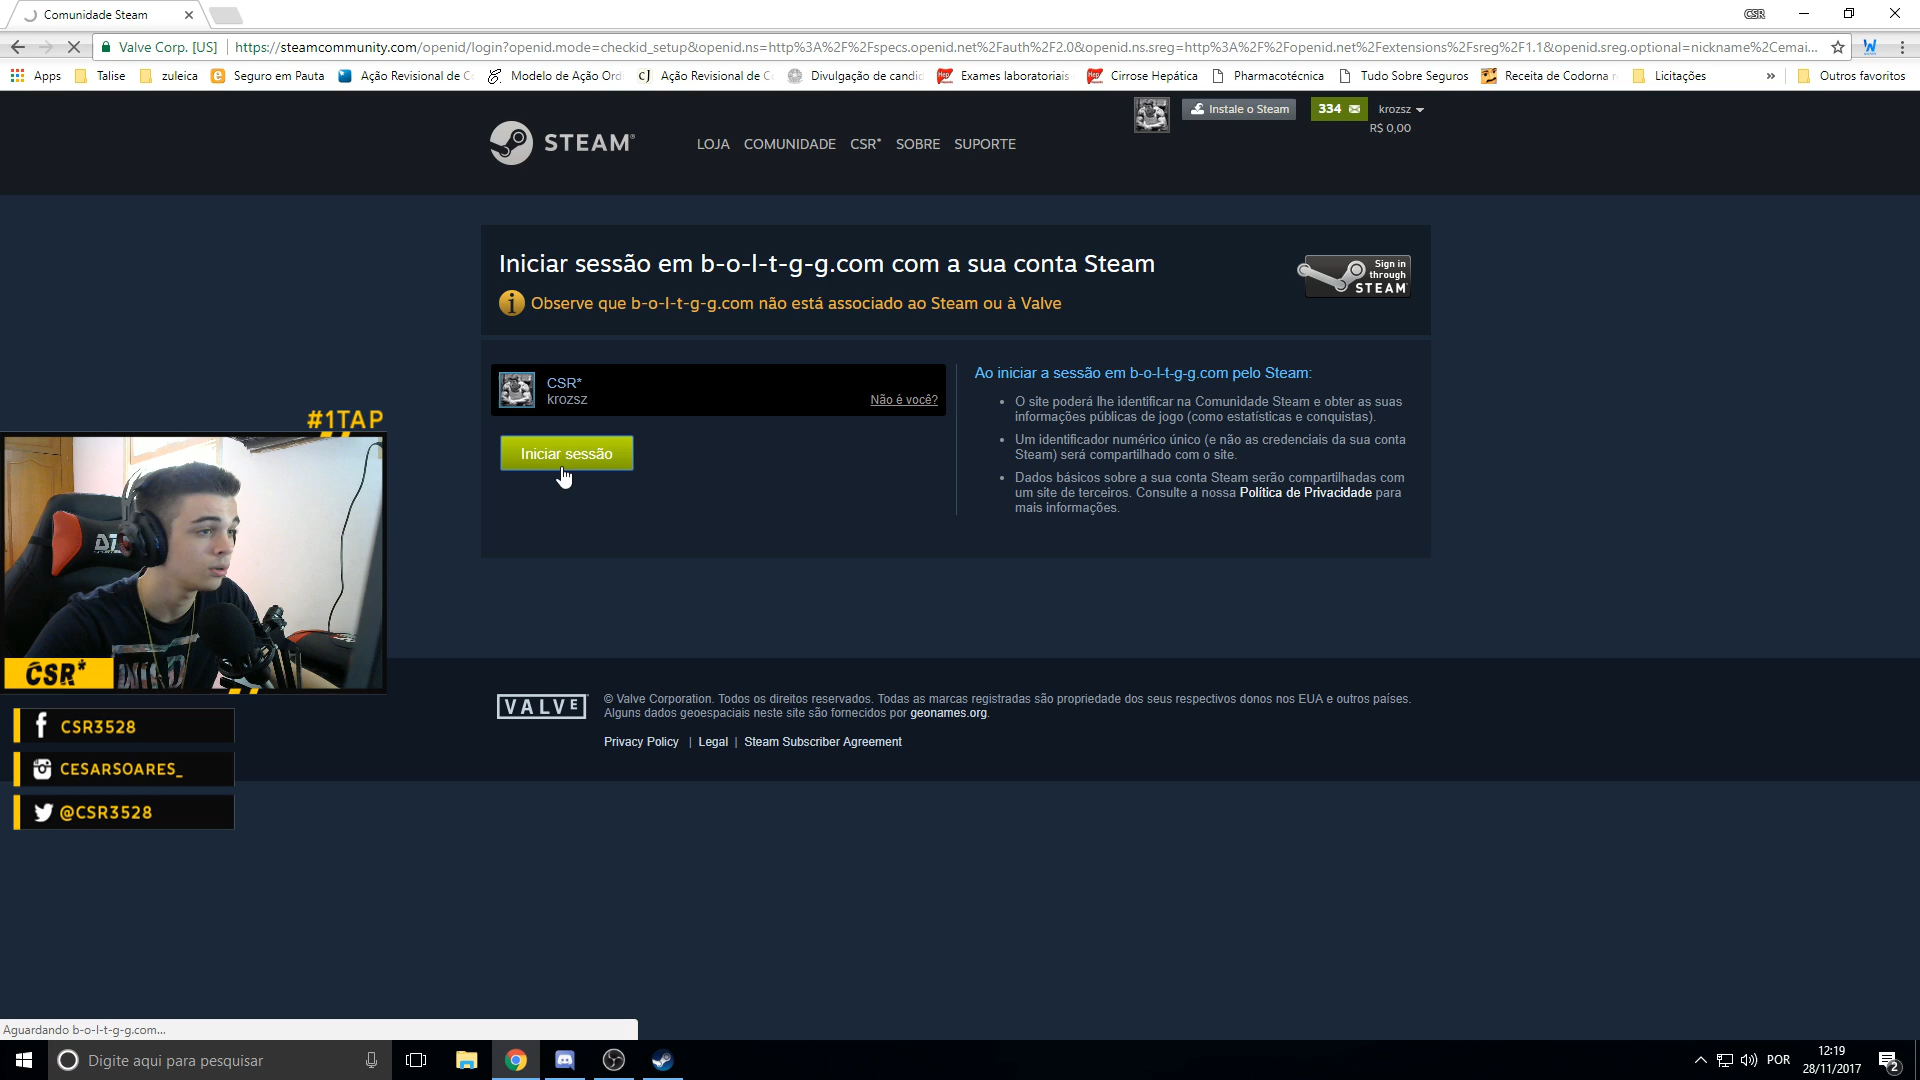 Comunidade Steam
CSR
Valve Corp. [US]
https://steamcommunity.com/openid/login?openid.mode=checkid_setup&openid.ns=http%3A%2F%2Fspecs.openid.net%2Fauth%2F2.0&openid.ns.sreg=http%3A%2F%2Fopenid.net%2Fextensions%2Fsreg%2F1.1&openid.sreg.optional=nickname%2Cemai...
Apps
Talise
zuleica
Seguro em Pauta
Ação Revisional de C
Modelo de Ação Ord
Ação Revisional de C
Divulgação de candid
Exames laboratoriais
Cirrose Hepática
Pharmacotécnica
Tudo Sobre Seguros
Receita de Codorna
Licitações
»
Outros favoritos
Instale o Steam
334
krozsz
R$ 0,00
STEAM®
LOJA COMUNIDADE CSR* SOBRE SUPORTE
Iniciar sessão em b-o-l-t-g-g.com com a sua conta Steam
Observe que b-o-l-t-g-g.com não está associado ao Steam ou à Valve
Sign in
through
STEAM
CSR*
krozsz
Não é você?
Iniciar sessão
Ao iniciar a sessão em b-o-l-t-g-g.com pelo Steam:
• O site poderá lhe identificar na Comunidade Steam e obter as suas
informações públicas de jogo (como estatísticas e conquistas).
• Um identificador numérico único (e não as credenciais da sua conta
Steam) será compartilhado com o site.
• Dados básicos sobre a sua conta Steam serão compartilhadas com
um site de terceiros. Consulte a nossa Política de Privacidade para
mais informações.
#1TAP
DT
CSR*
CSR3528
CESARSOARES_
@CSR3528
VALVE
© Valve Corporation. Todos os direitos reservados. Todas as marcas registradas são propriedade dos seus respectivos donos nos EUA e outros países.
Alguns dados geoespaciais neste site são fornecidos por geonames.org.
Privacy Policy | Legal | Steam Subscriber Agreement
Aguardando b-o-l-t-g-g.com...
Digite aqui para pesquisar
POR
12:19
28/11/2017
2